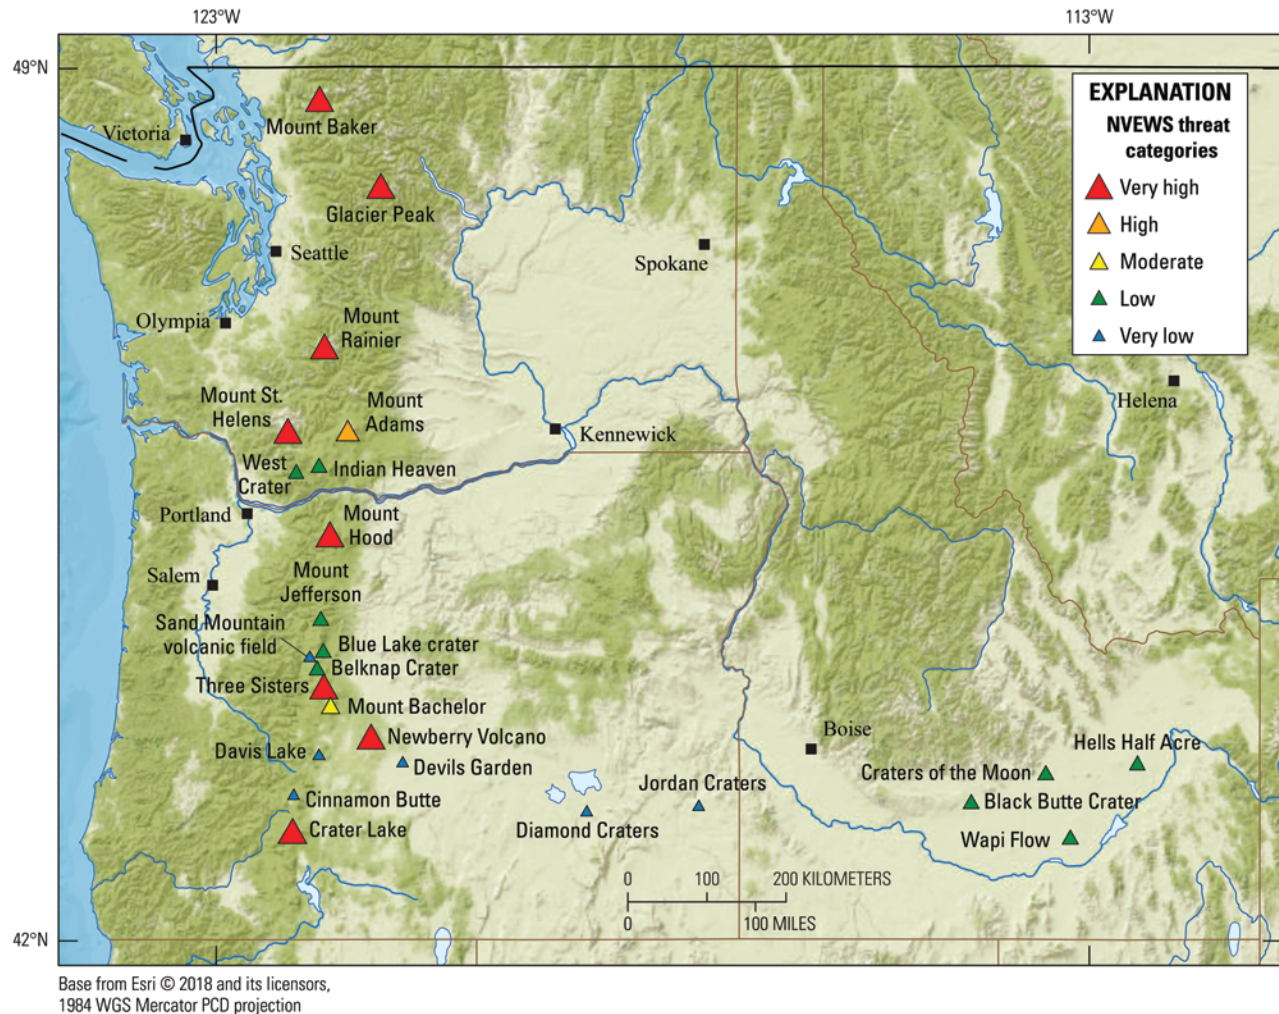 123°W
113°W
49°N
42°N
EXPLANATION
NVEWS threat
categories
Very high
High
Moderate
Low
Very low
Victoria
Mount Baker
Glacier Peak
Seattle
Spokane
Olympia
Mount
Rainier
Helena
Mount St.
Helens
Mount
Adams
Kennewick
West
Crater
Indian Heaven
Portland
Mount
Hood
Salem
Mount
Jefferson
Sand Mountain
volcanic field
Blue Lake crater
Belknap Crater
Three Sisters
Mount Bachelor
Newberry Volcano
Davis Lake
Devils Garden
Boise
Hells Half Acre
Craters of the Moon
Jordan Craters
Black Butte Crater
Cinnamon Butte
Crater Lake
Diamond Craters
Wapi Flow
0 100 200 KILOMETERS
0 100 MILES
Base from Esri © 2018 and its licensors,
1984 WGS Mercator PCD projection